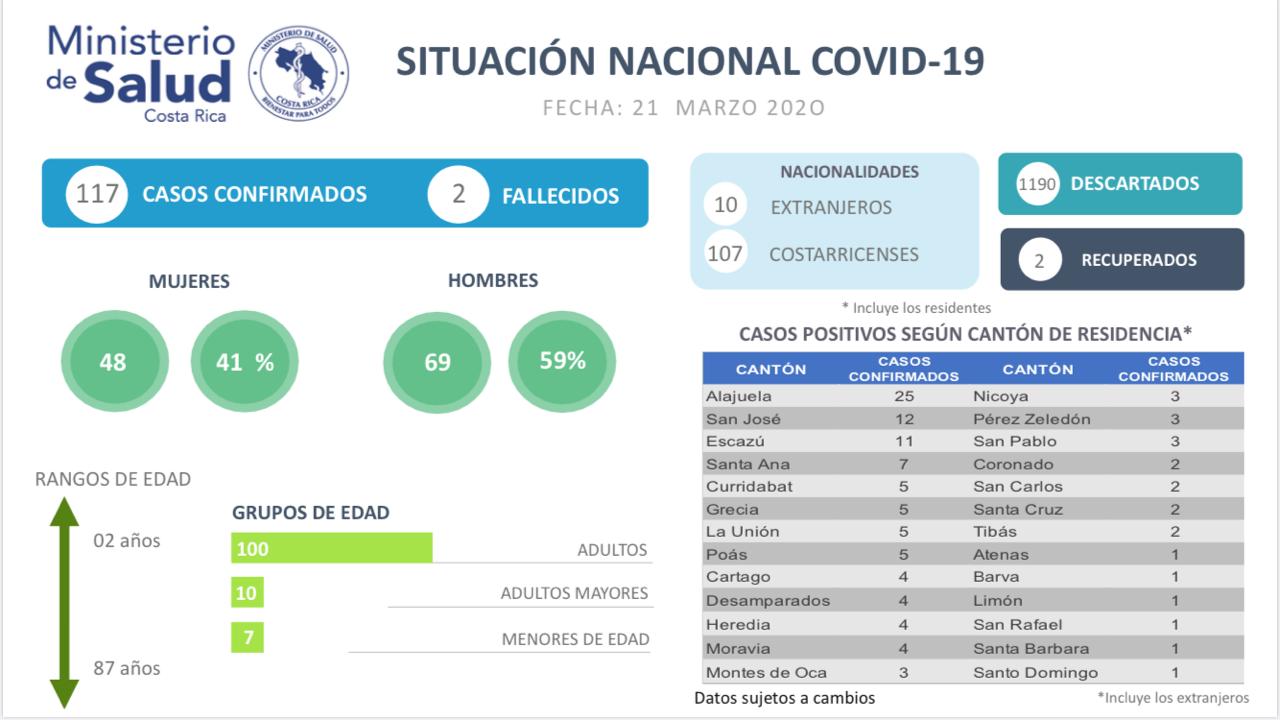 Ministerio
de Salud
Costa Rica
MINISTERIO DE SALUD
COSTA RICA
BIENESTAR PARA TODOS
SITUACIÓN NACIONAL COVID-19
FECHA: 21 MARZO 202O
117 CASOS CONFIRMADOS 2 FALLECIDOS
MUJERES
48 41 %
HOMBRES
69 59%
RANGOS DE EDAD
02 años
87 años
GRUPOS DE EDAD
100 ADULTOS
10 ADULTOS MAYORES
7 MENORES DE EDAD
NACIONALIDADES
10 EXTRANJEROS
107 COSTARRICENSES
1190 DESCARTADOS
2 RECUPERADOS
* Incluye los residentes
CASOS POSITIVOS SEGÚN CANTÓN DE RESIDENCIA*
CANTÓN CASOS CONFIRMADOS CANTÓN CASOS CONFIRMADOS
Alajuela 25 Nicoya 3
San José 12 Pérez Zeledón 3
Escazú 11 San Pablo 3
Santa Ana 7 Coronado 2
Curridabat 5 San Carlos 2
Grecia 5 Santa Cruz 2
La Unión 5 Tibás 2
Poás 5 Atenas 1
Cartago 4 Barva 1
Desamparados 4 Limón 1
Heredia 4 San Rafael 1
Moravia 4 Santa Barbara 1
Montes de Oca 3 Santo Domingo 1
Datos sujetos a cambios
*Incluye los extranjeros